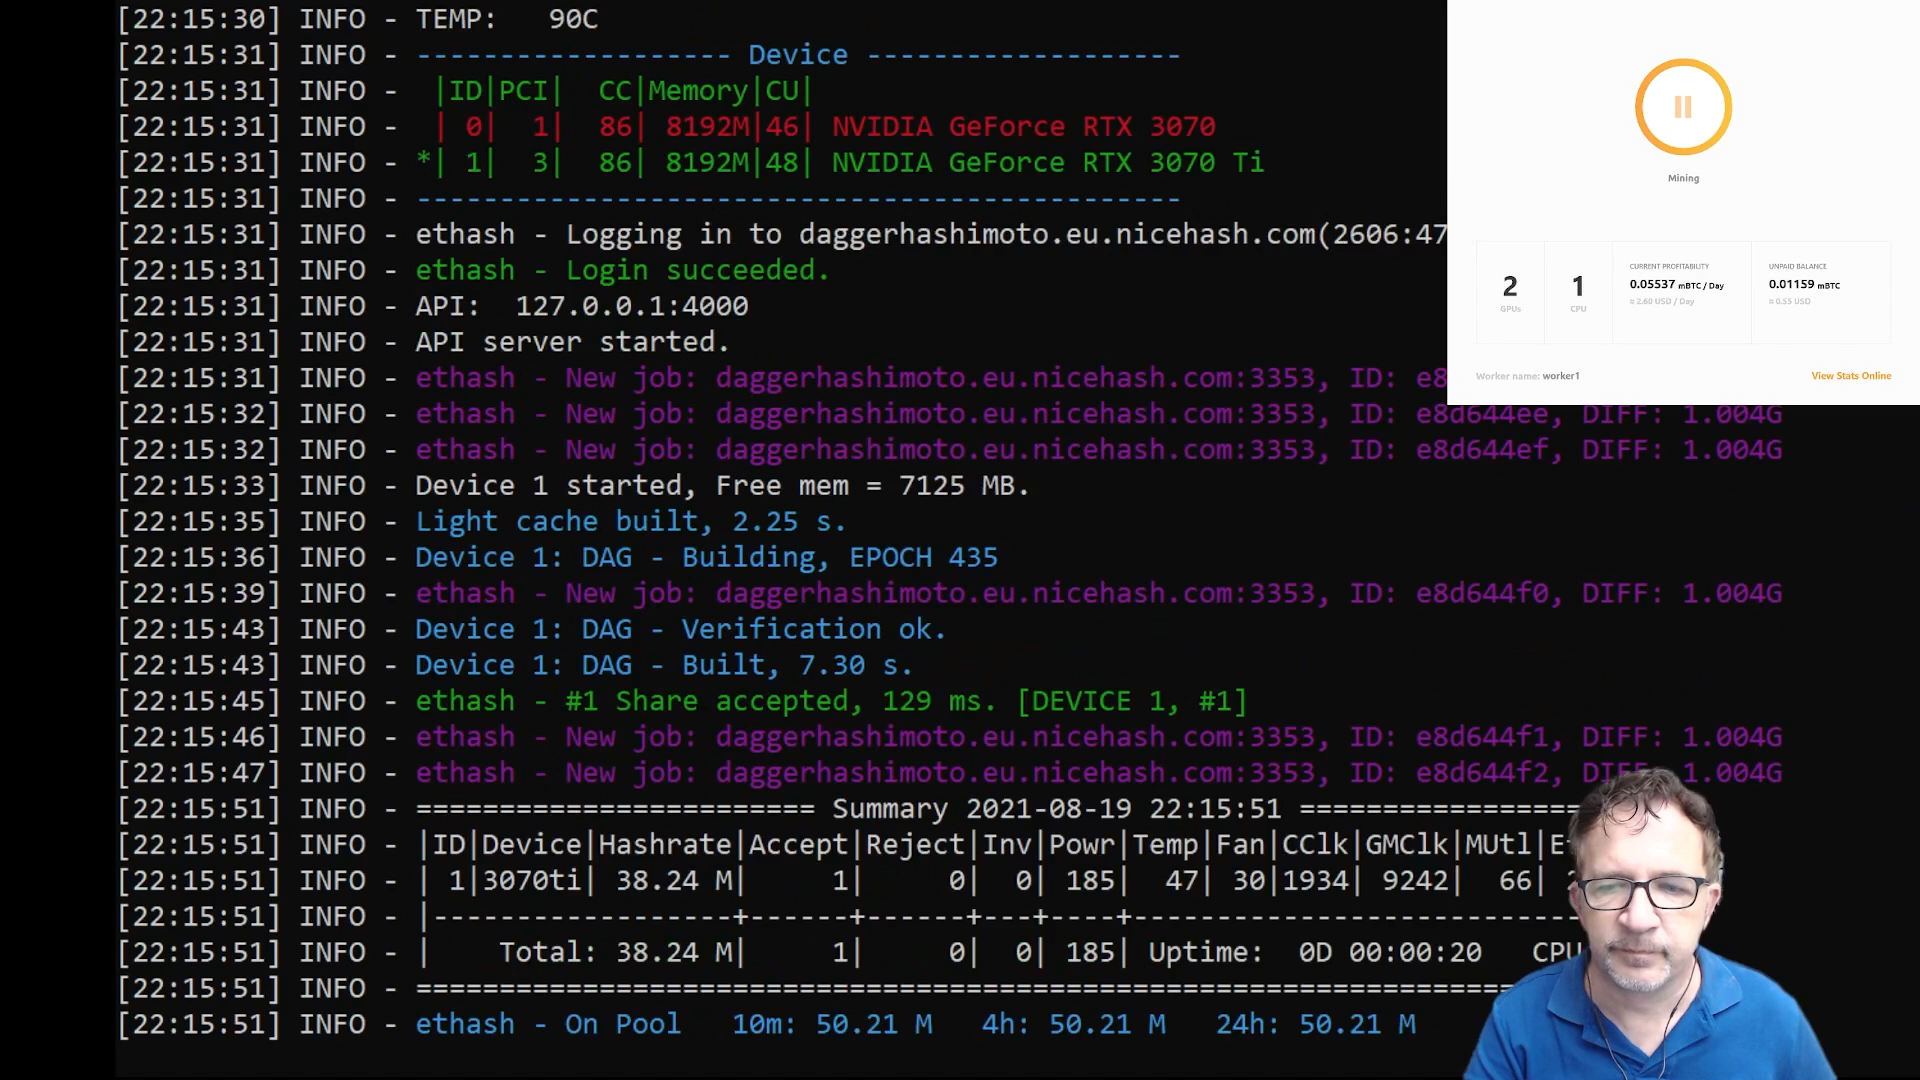 [22:15:30] INFO - TEMP:   90C
[22:15:31] INFO - ------------------- Device -------------------
[22:15:31] INFO -  |ID|PCI|  CC|Memory|CU|
[22:15:31] INFO -  | 0|  1|  86| 8192M|46| NVIDIA GeForce RTX 3070
[22:15:31] INFO - *| 1|  3|  86| 8192M|48| NVIDIA GeForce RTX 3070 Ti
[22:15:31] INFO - ----------------------------------------------
[22:15:31] INFO - ethash - Logging in to daggerhashimoto.eu.nicehash.com(2606:47
[22:15:31] INFO - ethash - Login succeeded.
[22:15:31] INFO - API:  127.0.0.1:4000
[22:15:31] INFO - API server started.
[22:15:31] INFO - ethash - New job: daggerhashimoto.eu.nicehash.com:3353, ID: e8
[22:15:32] INFO - ethash - New job: daggerhashimoto.eu.nicehash.com:3353, ID: e8d644ee, DIFF: 1.004G
[22:15:32] INFO - ethash - New job: daggerhashimoto.eu.nicehash.com:3353, ID: e8d644ef, DIFF: 1.004G
[22:15:33] INFO - Device 1 started, Free mem = 7125 MB.
[22:15:35] INFO - Light cache built, 2.25 s.
[22:15:36] INFO - Device 1: DAG - Building, EPOCH 435
[22:15:39] INFO - ethash - New job: daggerhashimoto.eu.nicehash.com:3353, ID: e8d644f0, DIFF: 1.004G
[22:15:43] INFO - Device 1: DAG - Verification ok.
[22:15:43] INFO - Device 1: DAG - Built, 7.30 s.
[22:15:45] INFO - ethash - #1 Share accepted, 129 ms. [DEVICE 1, #1]
[22:15:46] INFO - ethash - New job: daggerhashimoto.eu.nicehash.com:3353, ID: e8d644f1, DIFF: 1.004G
[22:15:47] INFO - ethash - New job: daggerhashimoto.eu.nicehash.com:3353, ID: e8d644f2, DIFF: 1.004G
[22:15:51] INFO - ======================== Summary 2021-08-19 22:15:51 =================
[22:15:51] INFO - |ID|Device|Hashrate|Accept|Reject|Inv|Powr|Temp|Fan|CClk|GMClk|MUtl|
[22:15:51] INFO - | 1|3070ti| 38.24 M|     1|     0|  0| 185|  47| 30|1934| 9242|  66|
[22:15:51] INFO - |------------------+------+------+---+----+---------------------------
[22:15:51] INFO - |    Total: 38.24 M|     1|     0|  0| 185| Uptime:  0D 00:00:20   CPU
[22:15:51] INFO - ==================================================================
[22:15:51] INFO - ethash - On Pool   10m: 50.21 M   4h: 50.21 M   24h: 50.21 M
Mining
2
GPUs
1
CPU
CURRENT PROFITABILITY
0.05537 mBTC / Day
≈ 2.60 USD / Day
UNPAID BALANCE
0.01159 mBTC
≈ 0.55 USD
Worker name: worker1
View Stats Online